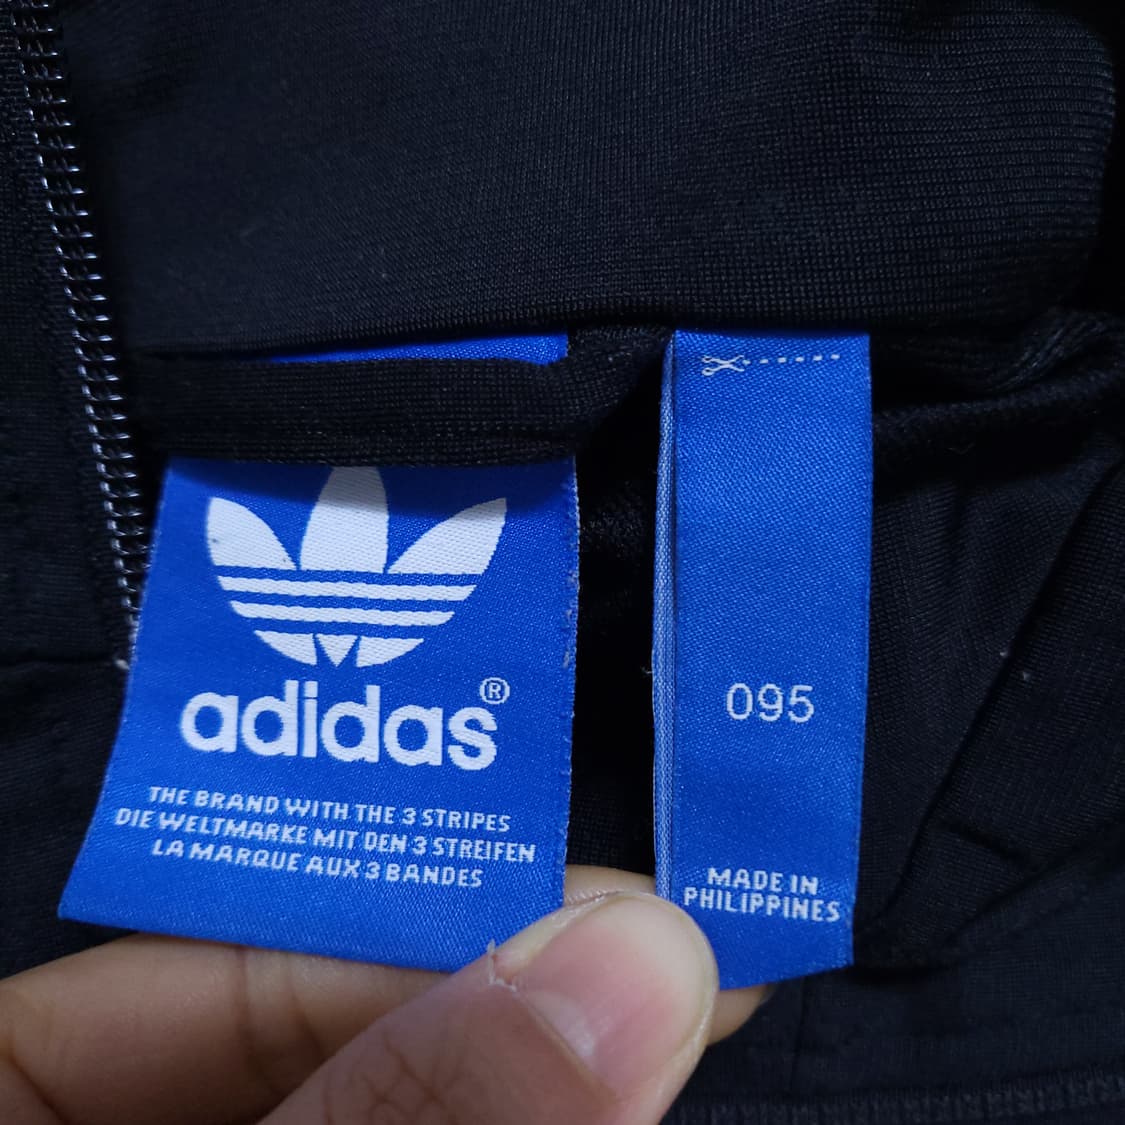 adidas®
THE BRAND WITH THE 3 STRIPES
DIE WELTMARKE MIT DEN 3 STREIFEN
LA MARQUE AUX 3 BANDES
095
MADE IN
PHILIPPINES